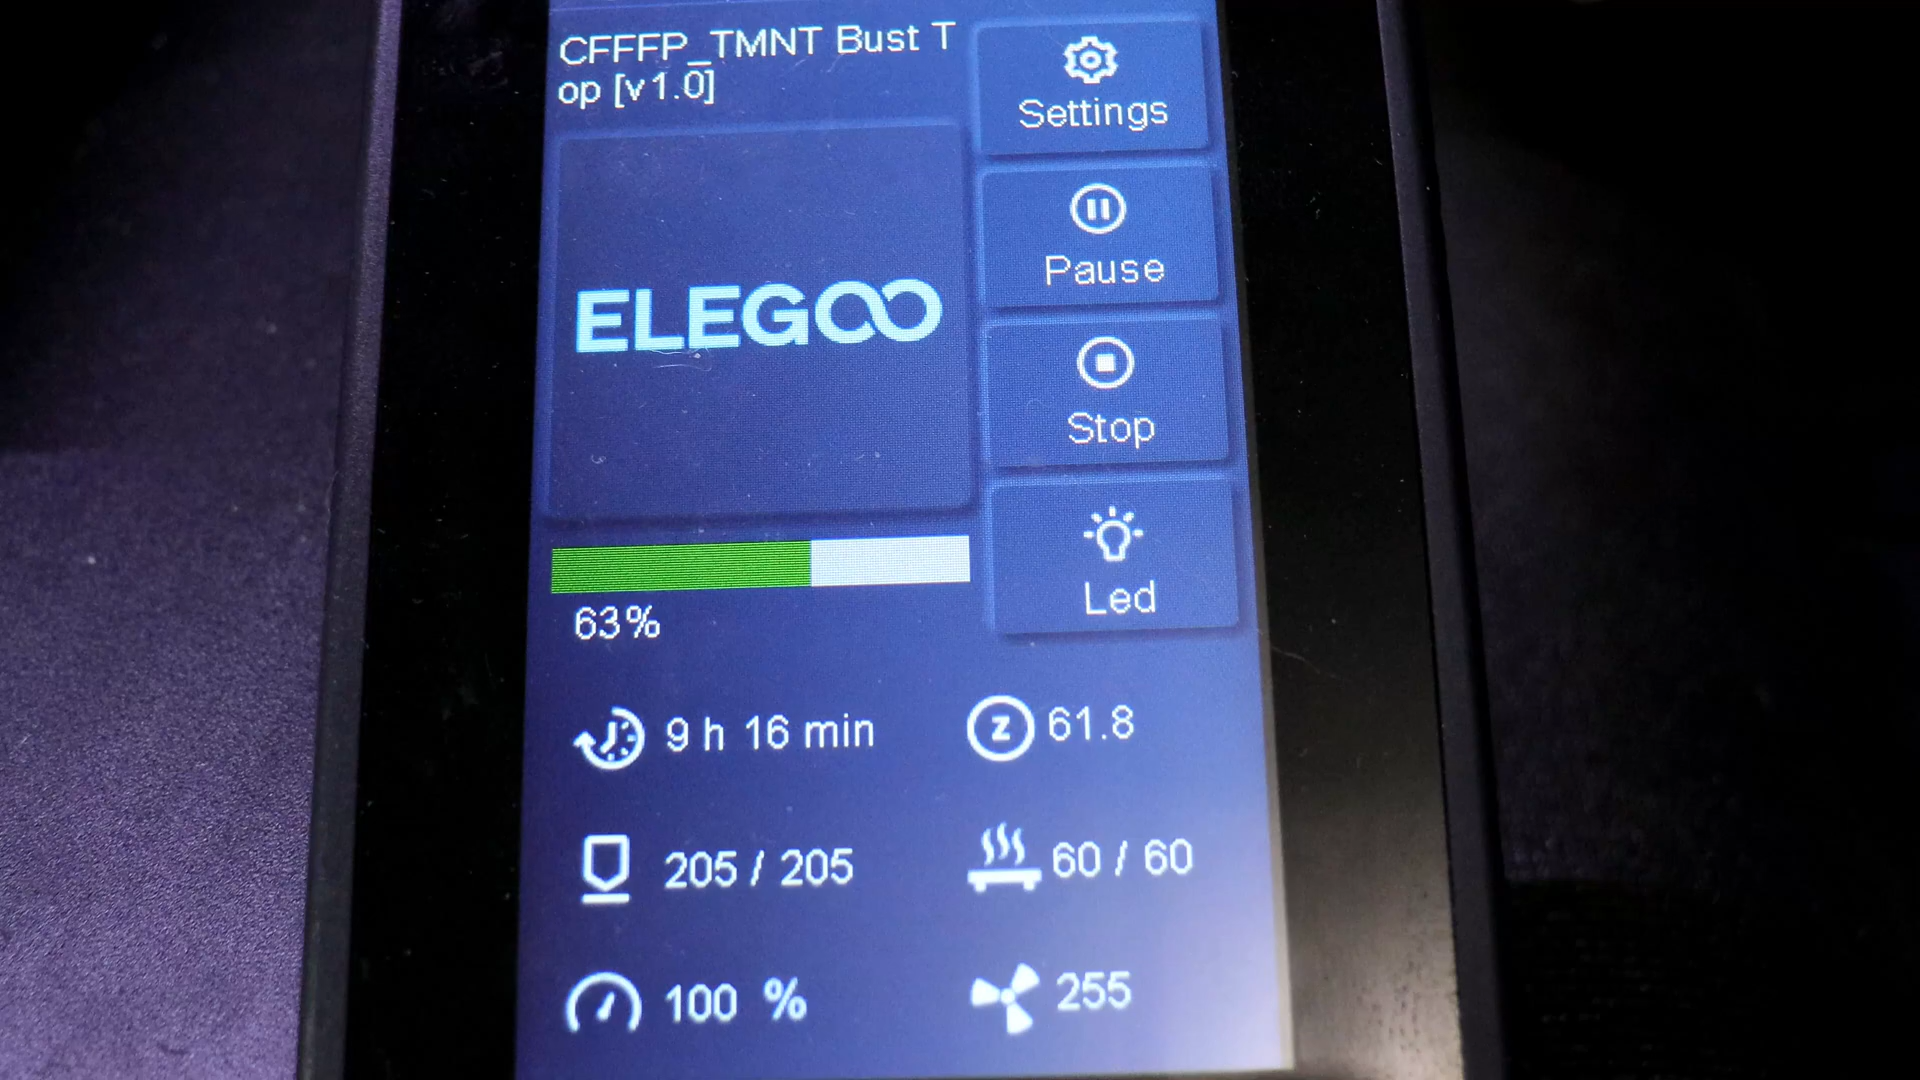 CFFFP_TMNT Bust T
op [v1.0]
Settings
Pause
ELEGOO
Stop
Led
63%
9 h 16 min
Z 61.8
205 / 205
60 / 60
100 %
255